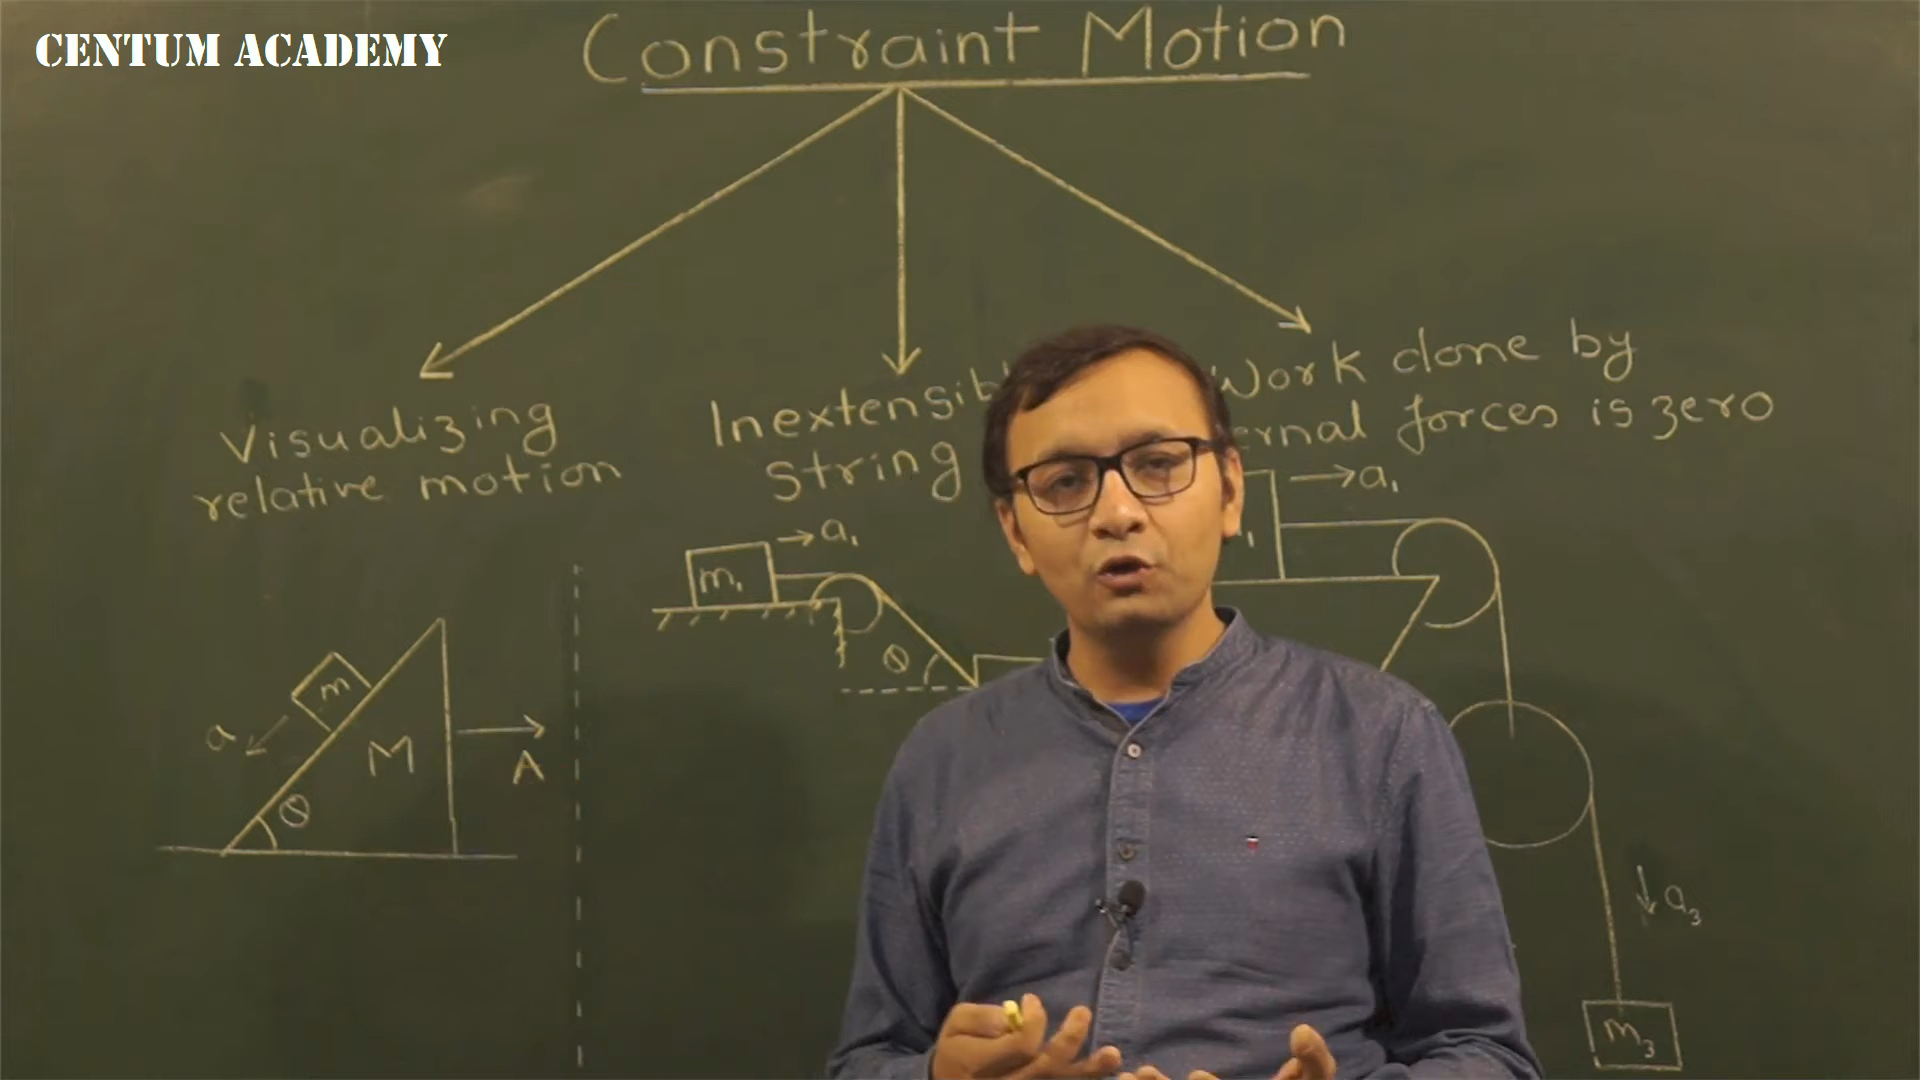 CENTUM ACADEMY
Constraint Motion
Visualizing
relative motion
Inextensib
String
Work done by
ernal forces is zero
a₁
m₁
θ
m
a
M
A
θ
a₁
₁
a₃
m₃